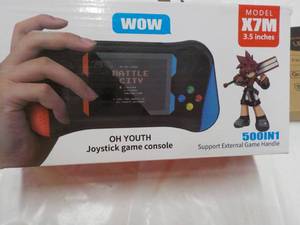 WOW
MODEL
X7M
3.5 inches
BATTLE
CITY
OH YOUTH
Joystick game console
500IN1
Support External Game Handle